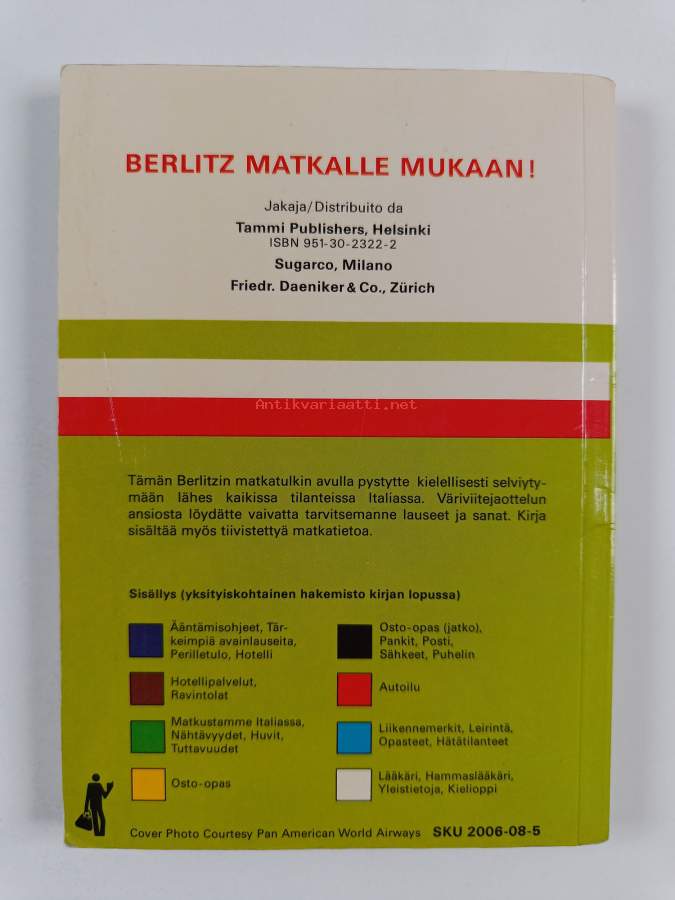 BERLITZ MATKALLE MUKAAN!
Jakaja/Distribuito da
Tammi Publishers, Helsinki
ISBN 951-30-2322-2
Sugarco, Milano
Friedr. Daeniker & Co., Zürich
Antikvariaatti.net
Tämän Berlitzin matkatulkin avulla pystytte kielellisesti selviyty-
mään lähes kaikissa tilanteissa Italiassa. Väriviitejaottelun
ansiosta löydätte vaivatta tarvitsemanne lauseet ja sanat. Kirja
sisältää myös tiivistettyä matkatietoa.
Sisällys (yksityiskohtainen hakemisto kirjan lopussa)
Ääntämisohjeet, Tär-
keimpiä avainlauseita,
Perilletulo, Hotelli
Hotellipalvelut,
Ravintolat
Matkustamme Italiassa,
Nähtävyydet, Huvit,
Tuttavuudet
Osto-opas
Osto-opas (jatko),
Pankit, Posti,
Sähkeet, Puhelin
Autoilu
Liikennemerkit, Leirintä,
Opasteet, Hätätilanteet
Lääkäri, Hammaslääkäri,
Yleistietoja, Kielioppi
Cover Photo Courtesy Pan American World Airways SKU 2006-08-5